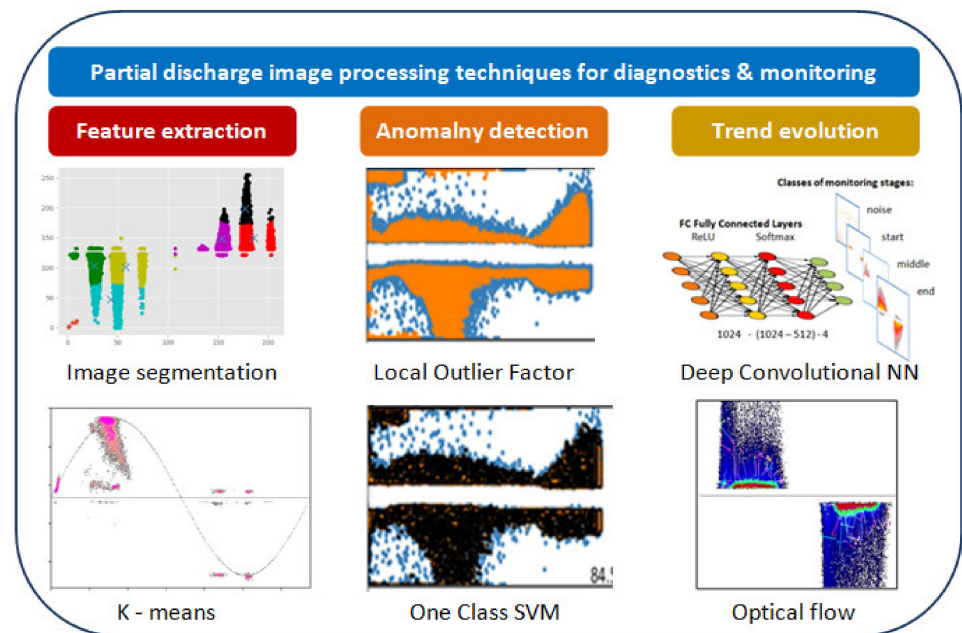 Partial discharge image processing techniques for diagnostics & monitoring
Feature extraction
Anomalny detection
Trend evolution
250
200
150
100
50
0
0
50
100
150
200
Image segmentation
Local Outlier Factor
Classes of monitoring stages:
noise
start
middle
end
FC Fully Connected Layers
ReLU
Softmax
1024 - (1024 – 512) - 4
Deep Convolutional NN
K - means
84.5
One Class SVM
Optical flow